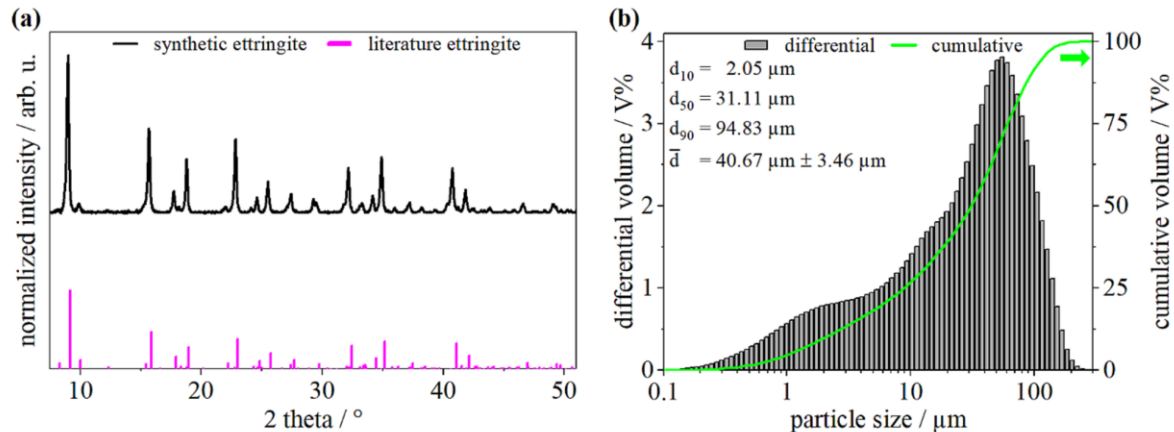 (a)
synthetic ettringite
literature ettringite
normalized intensity / arb. u.
10
20
30
40
50
2 theta / °
(b)
differential
cumulative
d10 = 2.05 µm
d50 = 31.11 µm
d90 = 94.83 µm
d̅ = 40.67 µm ± 3.46 µm
differential volume / V%
4
3
2
1
0
0.1
1
10
100
particle size / µm
100
75
50
25
0
cumulative volume / V%